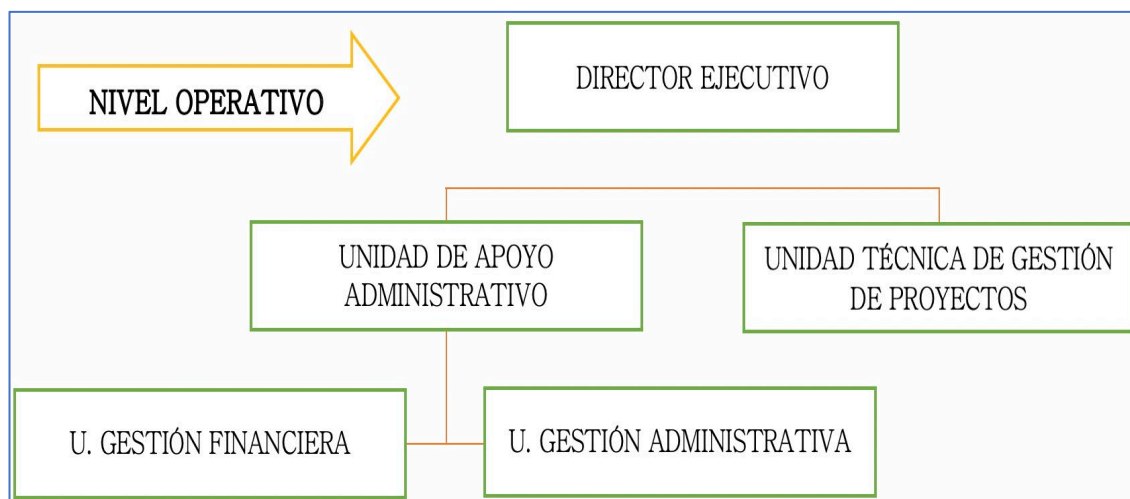 NIVEL OPERATIVO
DIRECTOR EJECUTIVO
UNIDAD DE APOYO
ADMINISTRATIVO
UNIDAD TÉCNICA DE GESTIÓN
DE PROYECTOS
U. GESTIÓN FINANCIERA
U. GESTIÓN ADMINISTRATIVA